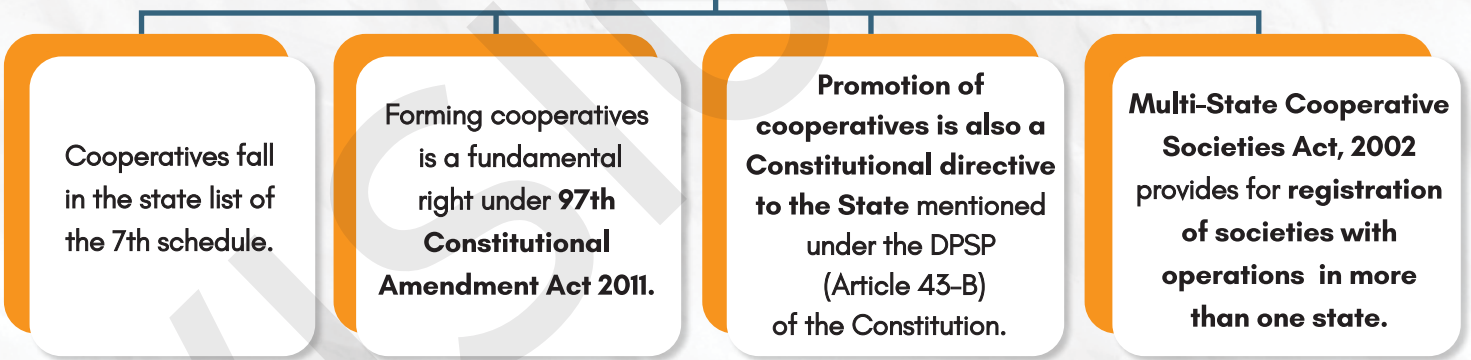 Cooperatives fall
in the state list of
the 7th schedule.
Forming cooperatives
is a fundamental
right under 97th
Constitutional
Amendment Act 2011.
Promotion of
cooperatives is also a
Constitutional directive
to the State mentioned
under the DPSP
(Article 43-B)
of the Constitution.
Multi-State Cooperative
Societies Act, 2002
provides for registration
of societies with
operations in more
than one state.